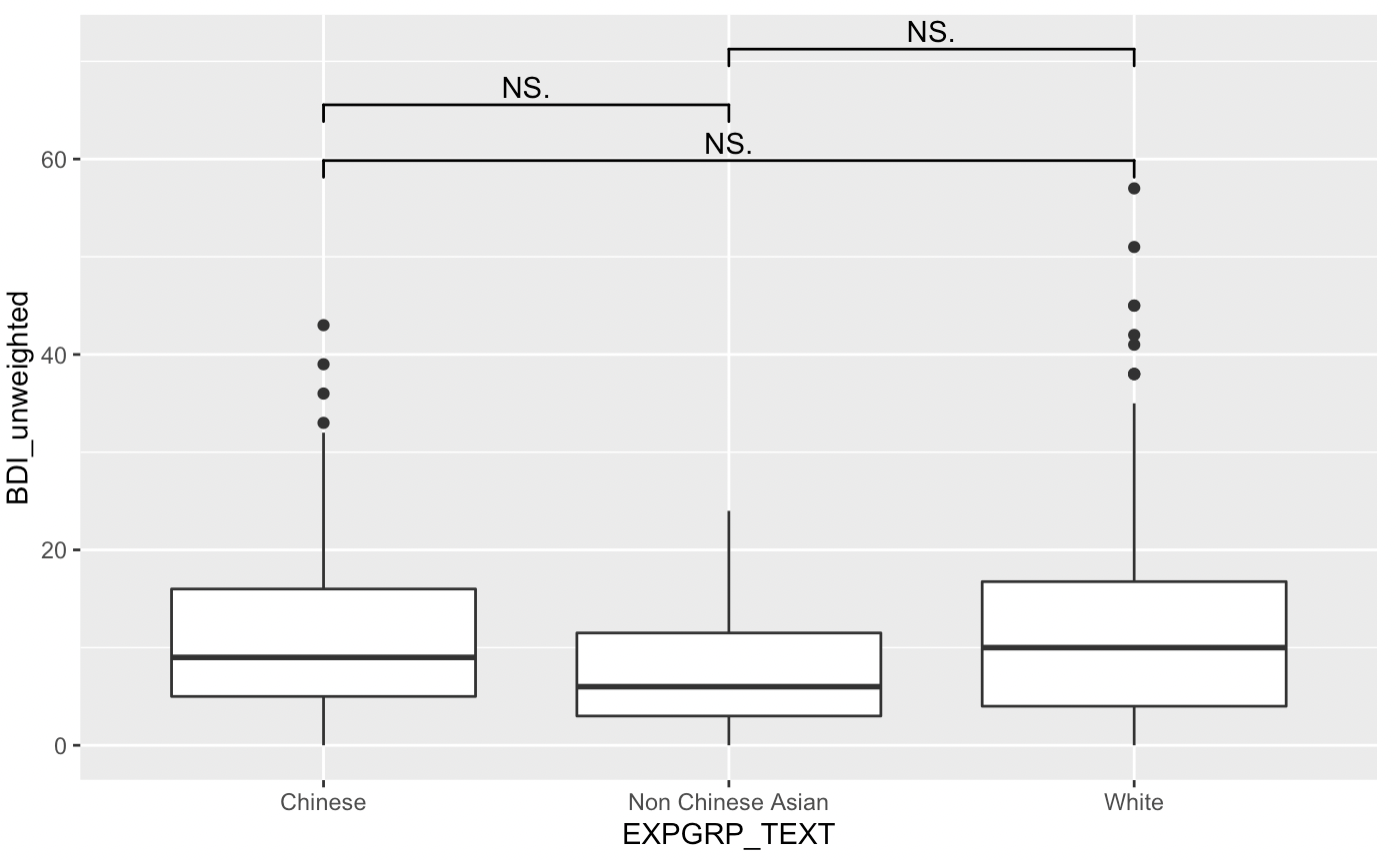 NS.
NS.
NS.
60
40
20
0
BDI_unweighted
Chinese
Non Chinese Asian
White
EXPGRP_TEXT